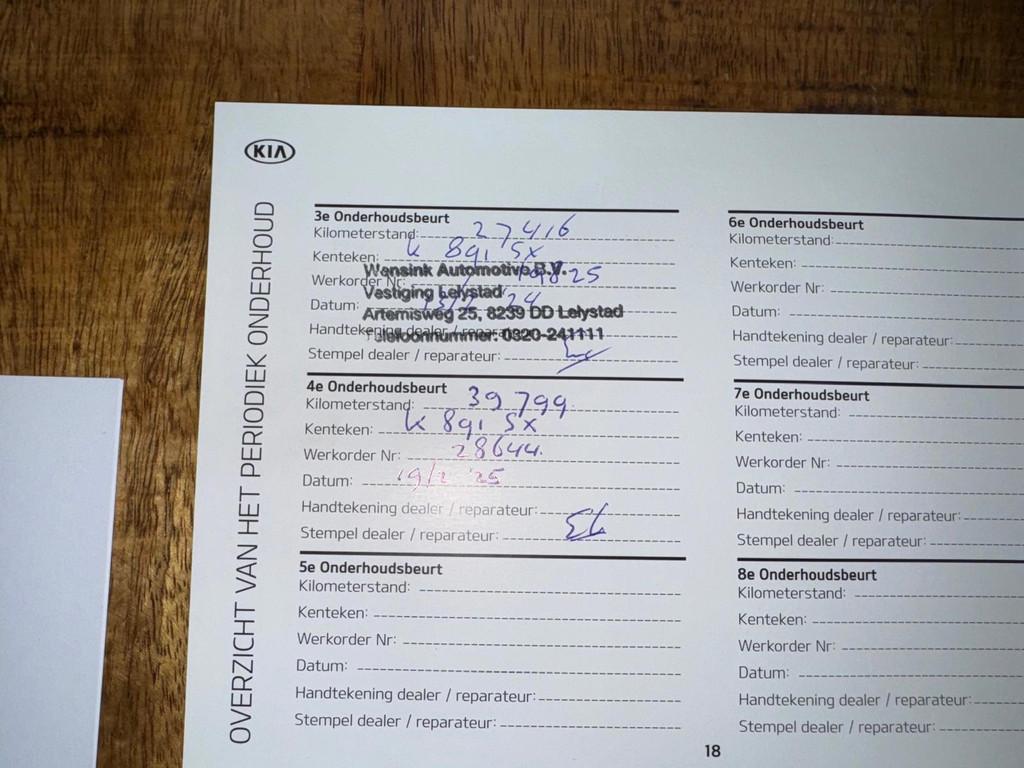 KIA
OVERZICHT VAN HET PERIODIEK ONDERHOUD
3e Onderhoudsbeurt
Kilometerstand: 27416
Kenteken: K 891 SX
Wensink Automotive B.V.
Werkorder Nr: 19825
Vestiging Lelystad
Datum: 24
Artemisweg 25, 8239 DD Lelystad
Handtekening dealer / reparateur:
Telefoonnummer: 0320-241111
Stempel dealer / reparateur:
4e Onderhoudsbeurt
Kilometerstand: 39 799
Kenteken: K 891 SX
Werkorder Nr: 28644
Datum: 19/2 '25
Handtekening dealer / reparateur:
Stempel dealer / reparateur:
5e Onderhoudsbeurt
Kilometerstand:
Kenteken:
Werkorder Nr:
Datum:
Handtekening dealer / reparateur:
Stempel dealer / reparateur:
6e Onderhoudsbeurt
Kilometerstand:
Kenteken:
Werkorder Nr:
Datum:
Handtekening dealer / reparateur:
Stempel dealer / reparateur:
7e Onderhoudsbeurt
Kilometerstand:
Kenteken:
Werkorder Nr:
Datum:
Handtekening dealer / reparateur:
Stempel dealer / reparateur:
8e Onderhoudsbeurt
Kilometerstand:
Kenteken:
Werkorder Nr:
Datum:
Handtekening dealer / reparateur:
Stempel dealer / reparateur:
18